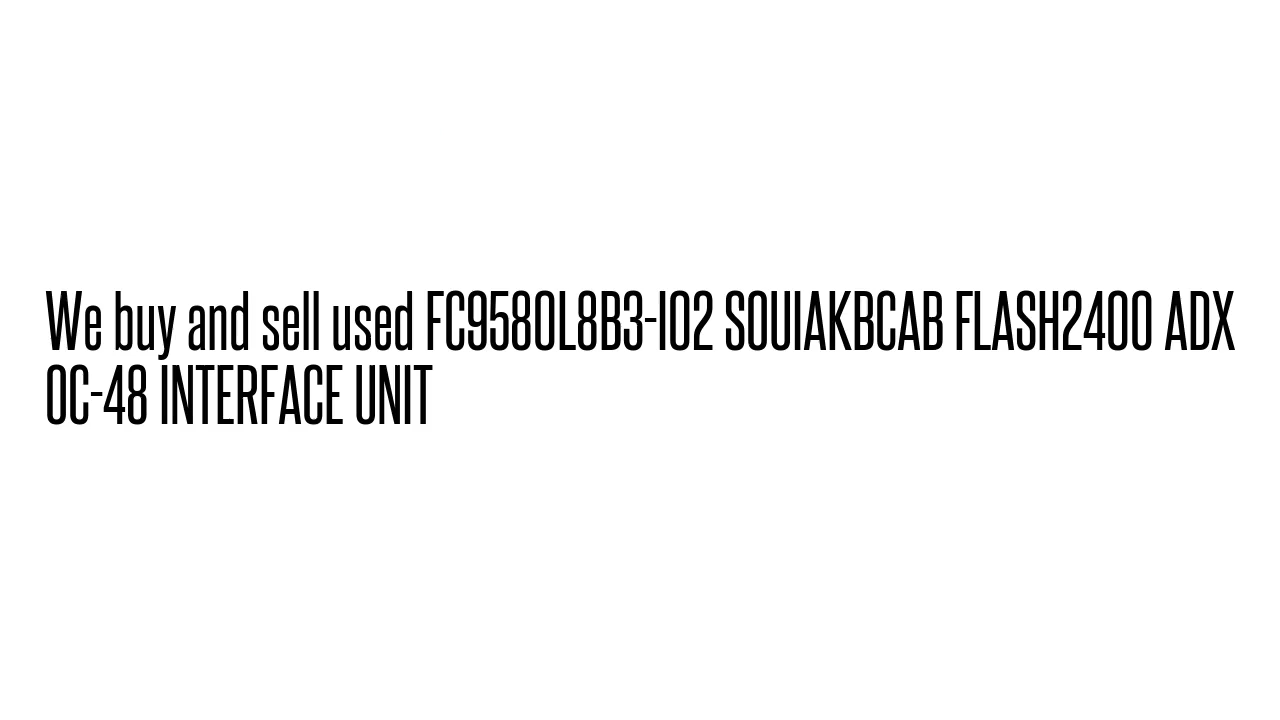 We buy and sell used FC9580L8B3-I02 SOUIAKBCAB FLASH2400 ADX
OC-48 INTERFACE UNIT